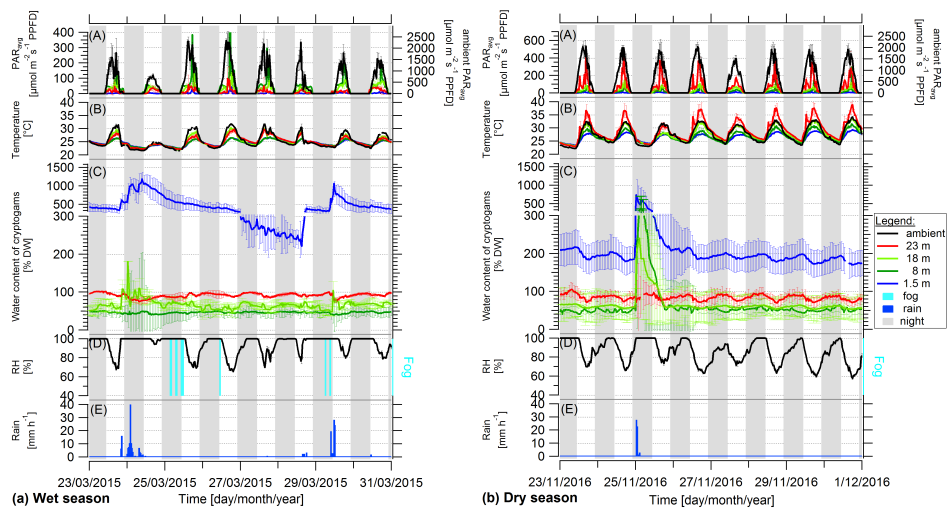 (A)
PARavg
[µmol m⁻² s⁻¹ PPFD]
400
300
200
100
0
2500
2000
1500
1000
500
0
ambient PARavg
[µmol m⁻² s⁻¹ PPFD]
(B)
Temperature
[°C]
40
35
30
25
20
(C)
Water content of cryptogams
[% DW]
1500
1000
500
300
200
100
0
(D)
RH
[%]
100
80
60
40
Fog
(E)
Rain
[mm h⁻¹]
40
30
20
10
0
23/03/2015
25/03/2015
27/03/2015
29/03/2015
31/03/2015
(a) Wet season
Time [day/month/year]
(A)
PARavg
[µmol m⁻² s⁻¹ PPFD]
600
400
200
0
2500
2000
1500
1000
500
0
ambient PARavg
[µmol m⁻² s⁻¹ PPFD]
(B)
Temperature
[°C]
40
35
30
25
20
(C)
Water content of cryptogams
[% DW]
1500
1000
500
300
200
100
0
(D)
RH
[%]
100
80
60
40
Fog
(E)
Rain
[mm h⁻¹]
40
30
20
10
0
23/11/2016
25/11/2016
27/11/2016
29/11/2016
1/12/2016
(b) Dry season
Time [day/month/year]
Legend:
ambient
23 m
18 m
8 m
1.5 m
fog
rain
night